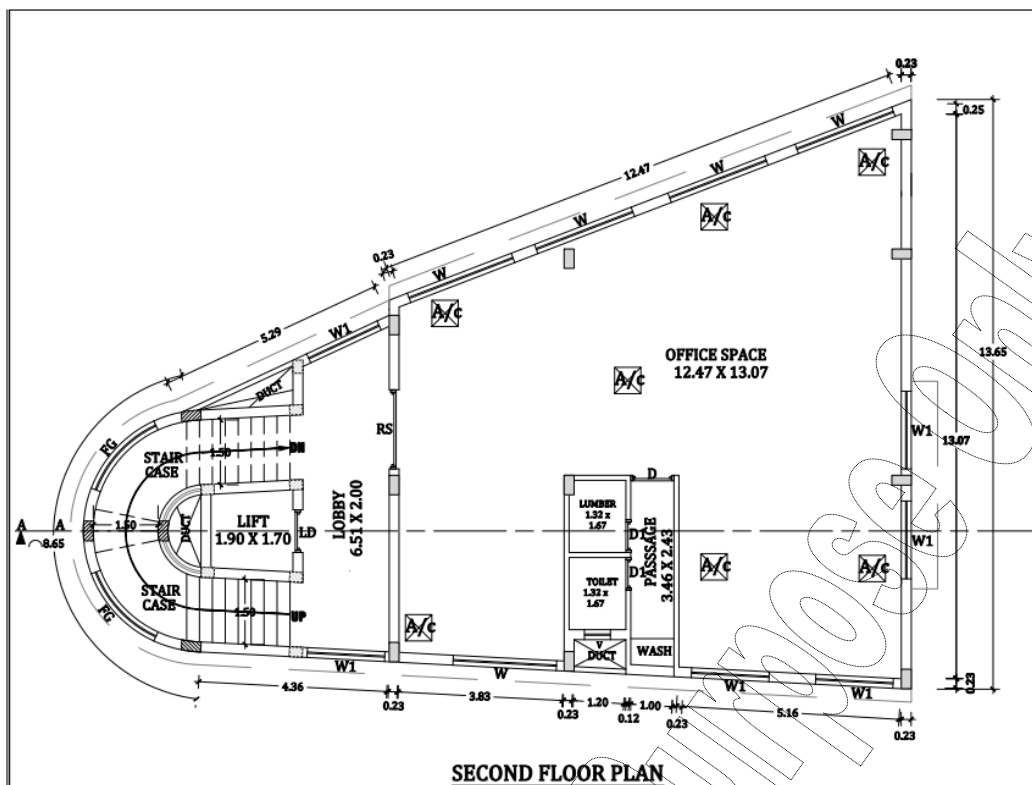 0.23
0.25
12.47
W
A/c
W
A/c
W
0.23
W
A/c
5.29
W1
OFFICE SPACE
12.47 X 13.07
13.65
A/c
DUCT
FG
RS
W1
13.07
STAIR
CASE
1.50
DN
D
LUMBER
1.32 x
1.67
LOBBY
6.51 X 2.00
A
A
1.50
DUCT
LIFT
1.90 X 1.70
LD
D1
PASSSAGE
3.46 X 2.43
W1
8.65
D1
A/c
A/c
STAIR
CASE
TOILET
1.32 x
1.67
FG
1.50
UP
A/c
V
DUCT
WASH
W1
W
W1
W1
4.36
3.83
1.20
1.00
5.16
0.23
0.23
0.12
0.23
0.23
0.23
SECOND FLOOR PLAN